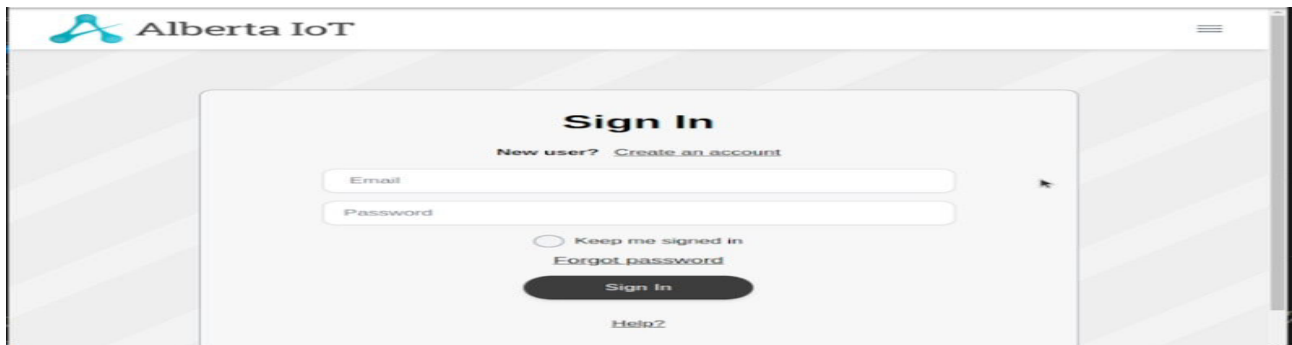 Alberta IoT
Sign In
New user? Create an account
Email
Password
Keep me signed in
Forgot password
Sign In
Help?